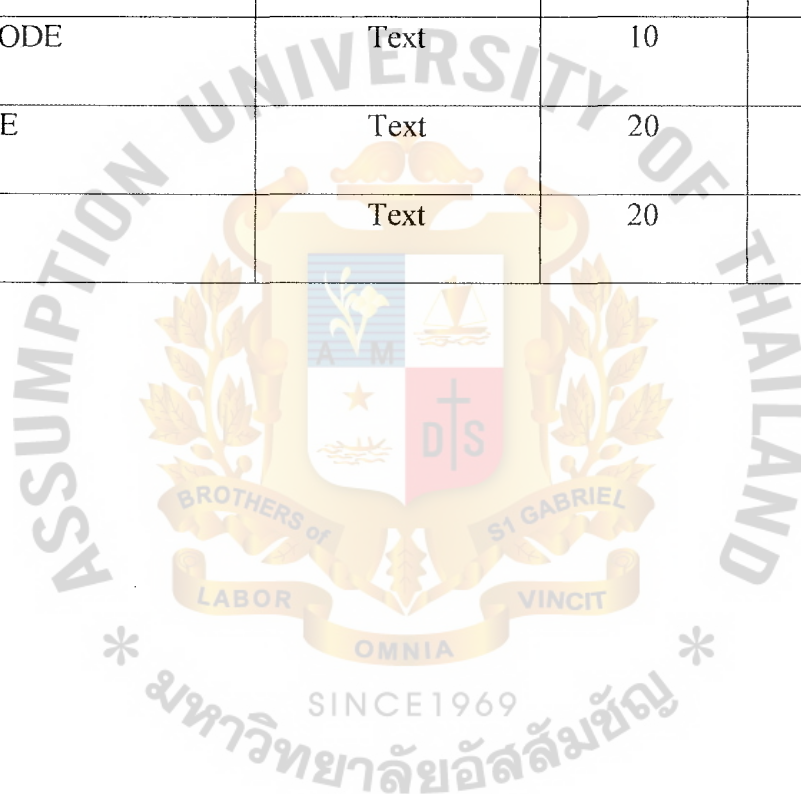 ODE Text 10
E Text 20
Text 20
ASSUMPTION UNIVERSITY OF THAILAND
A M
D S
BROTHERS of S1 GABRIEL
LABOR VINCIT
OMNIA
SINCE1969
* มหาวิทยาลัยอัสสัมชัญ *